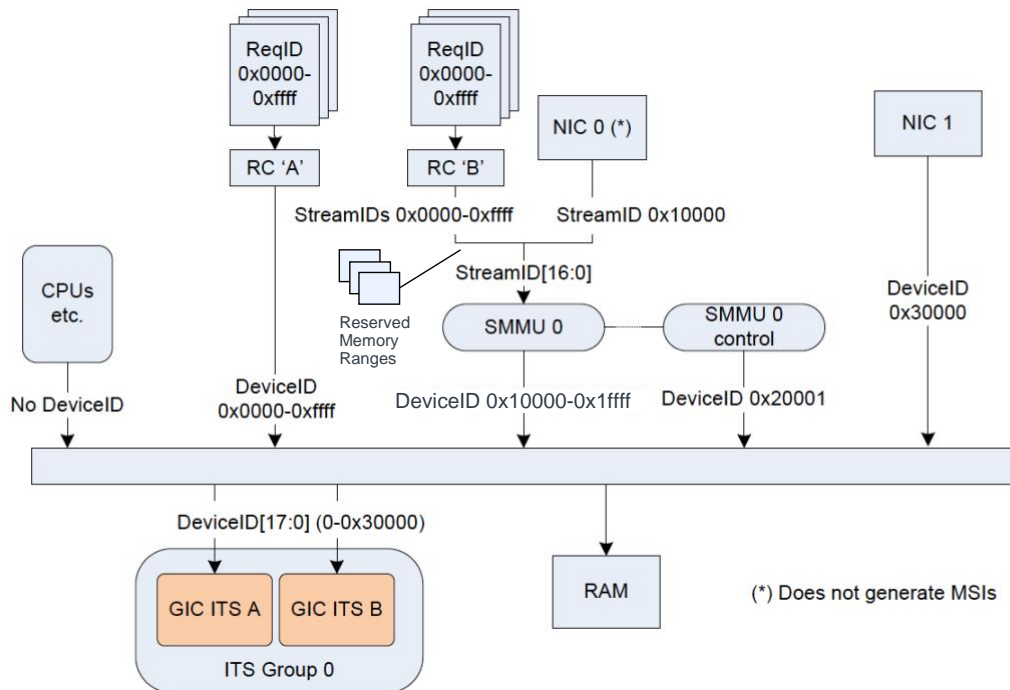 ReqID
0x0000-
0xffff
ReqID
0x0000-
0xffff
NIC 0 (*)
NIC 1
RC ‘A’
RC ‘B’
StreamIDs 0x0000-0xffff
StreamID 0x10000
CPUs
etc.
StreamID[16:0]
DeviceID
0x30000
Reserved
Memory
Ranges
SMMU 0
SMMU 0
control
No DeviceID
DeviceID
0x0000-0xffff
DeviceID 0x10000-0x1ffff
DeviceID 0x20001
DeviceID[17:0] (0-0x30000)
GIC ITS A
GIC ITS B
RAM
(*) Does not generate MSIs
ITS Group 0